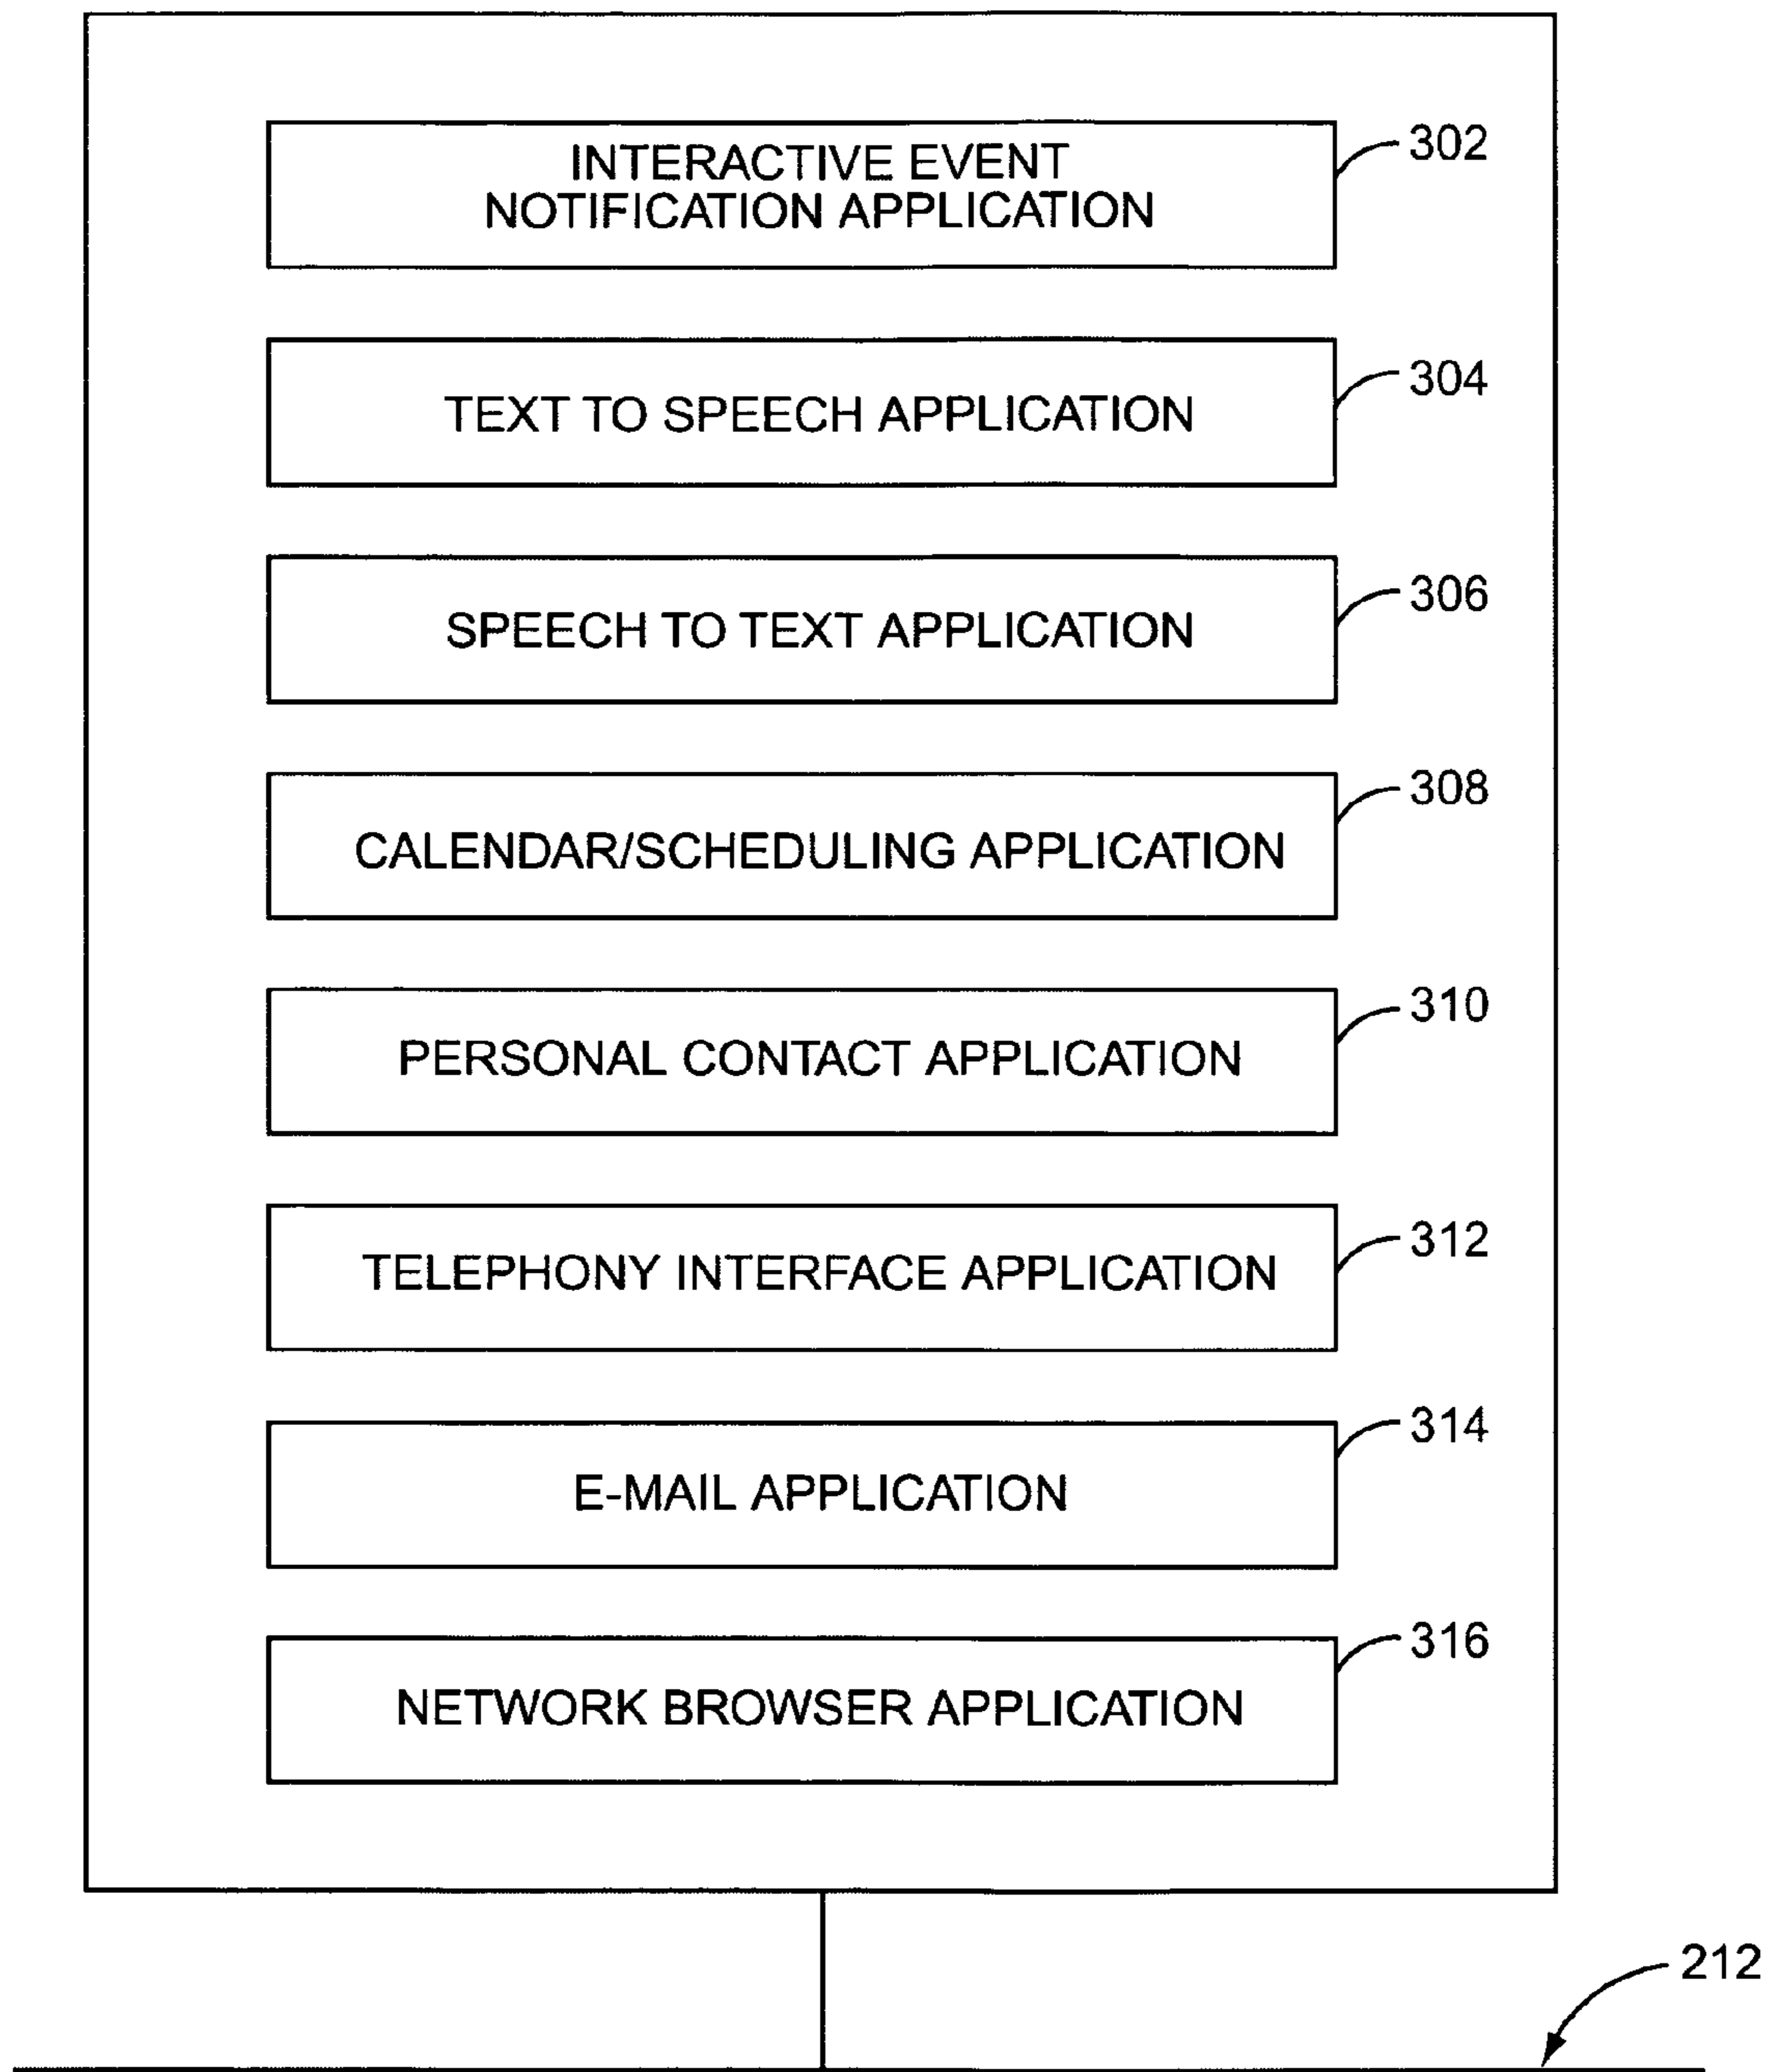 INTERACTIVE EVENT
NOTIFICATION APPLICATION
302
TEXT TO SPEECH APPLICATION
304
SPEECH TO TEXT APPLICATION
306
CALENDAR/SCHEDULING APPLICATION
308
PERSONAL CONTACT APPLICATION
310
TELEPHONY INTERFACE APPLICATION
312
E-MAIL APPLICATION
314
NETWORK BROWSER APPLICATION
316
212